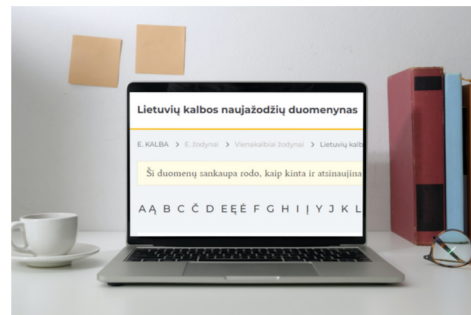 Lietuvių kalbos naujažodžių duomenynas
E. KALBA > E. žodynai > Vienakalbiai žodynai > Lietuvių kalb
Ši duomenų sankaupa rodo, kaip kinta ir atsinaujina
A Ą B C Č D E Ę Ė F G H I Į Y J K L